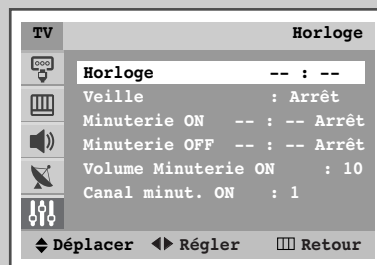 TV Horloge
Horloge -- : --
Veille : Arrêt
Minuterie ON -- : -- Arrêt
Minuterie OFF -- : -- Arrêt
Volume Minuterie ON : 10
Canal minut. ON : 1
Déplacer Régler Retour